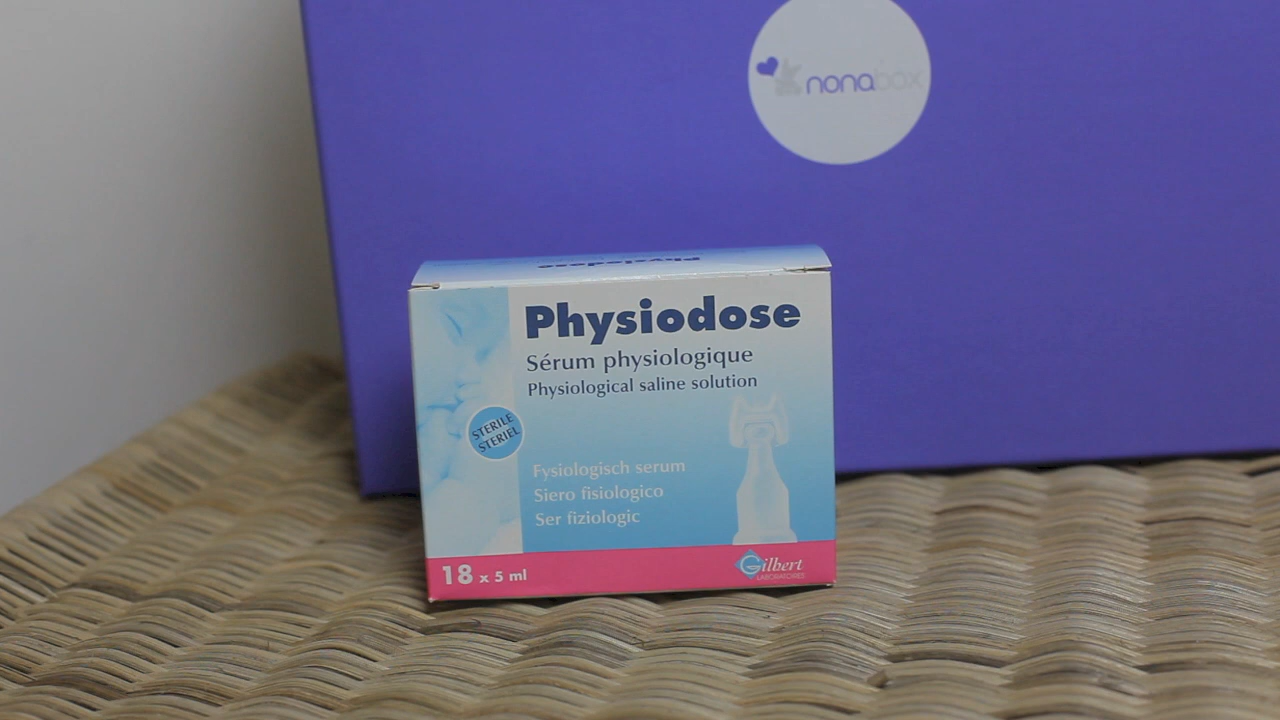 nonabox
Physiodose
Physiodose
Sérum physiologique
Physiological saline solution
STERILE
STERIEL
Fysiologisch serum
Siero fisiologico
Ser fiziologic
18 x 5 ml
Gilbert
LABORATOIRES